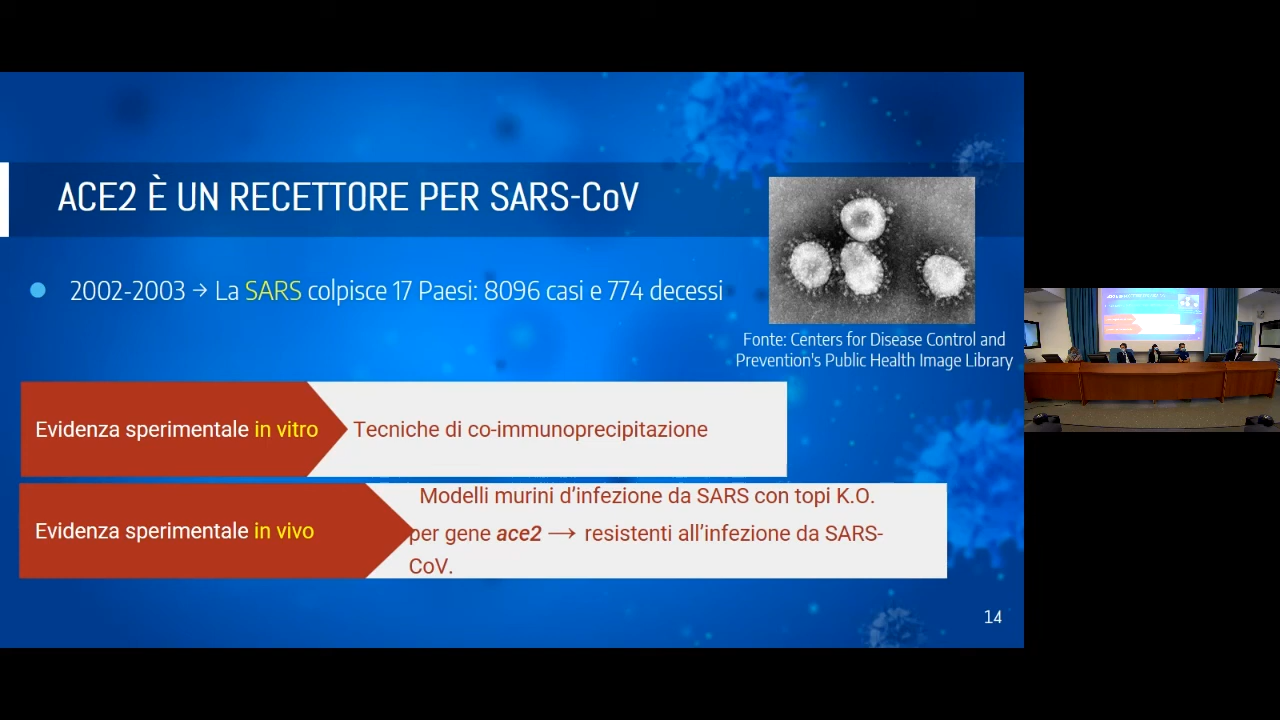 ACE2 È UN RECETTORE PER SARS-CoV
2002-2003 → La SARS colpisce 17 Paesi: 8096 casi e 774 decessi
Fonte: Centers for Disease Control and
Prevention's Public Health Image Library
Evidenza sperimentale in vitro
Tecniche di co-immunoprecipitazione
Evidenza sperimentale in vivo
Modelli murini d'infezione da SARS con topi K.O.
per gene ace2 ⟶ resistenti all'infezione da SARS-
CoV.
14